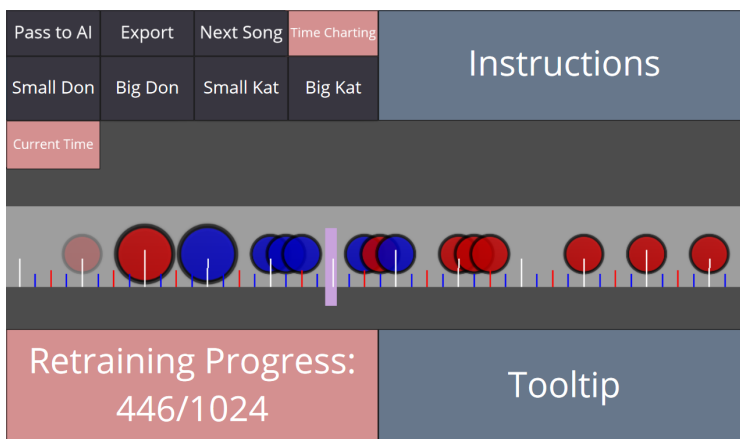 Pass to AI
Export
Next Song
Time Charting
Instructions
Small Don
Big Don
Small Kat
Big Kat
Current Time
Retraining Progress:
446/1024
Tooltip